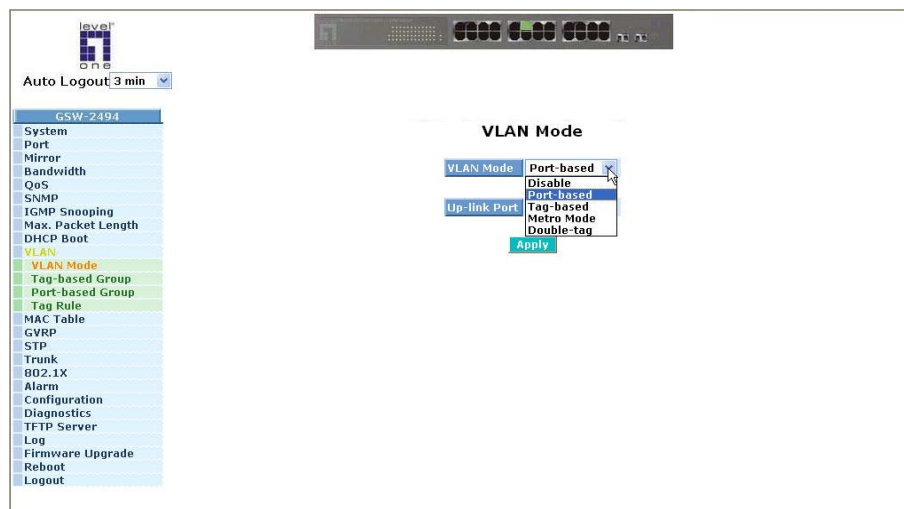 level
one
Auto Logout 3 min
GSW-2494
System
Port
Mirror
Bandwidth
QoS
SNMP
IGMP Snooping
Max. Packet Length
DHCP Boot
VLAN
VLAN Mode
Tag-based Group
Port-based Group
Tag Rule
MAC Table
GVRP
STP
Trunk
802.1X
Alarm
Configuration
Diagnostics
TFTP Server
Log
Firmware Upgrade
Reboot
Logout
VLAN Mode
VLAN Mode Port-based
Disable
Port-based
Tag-based
Metro Mode
Double-tag
Up-link Port
Apply